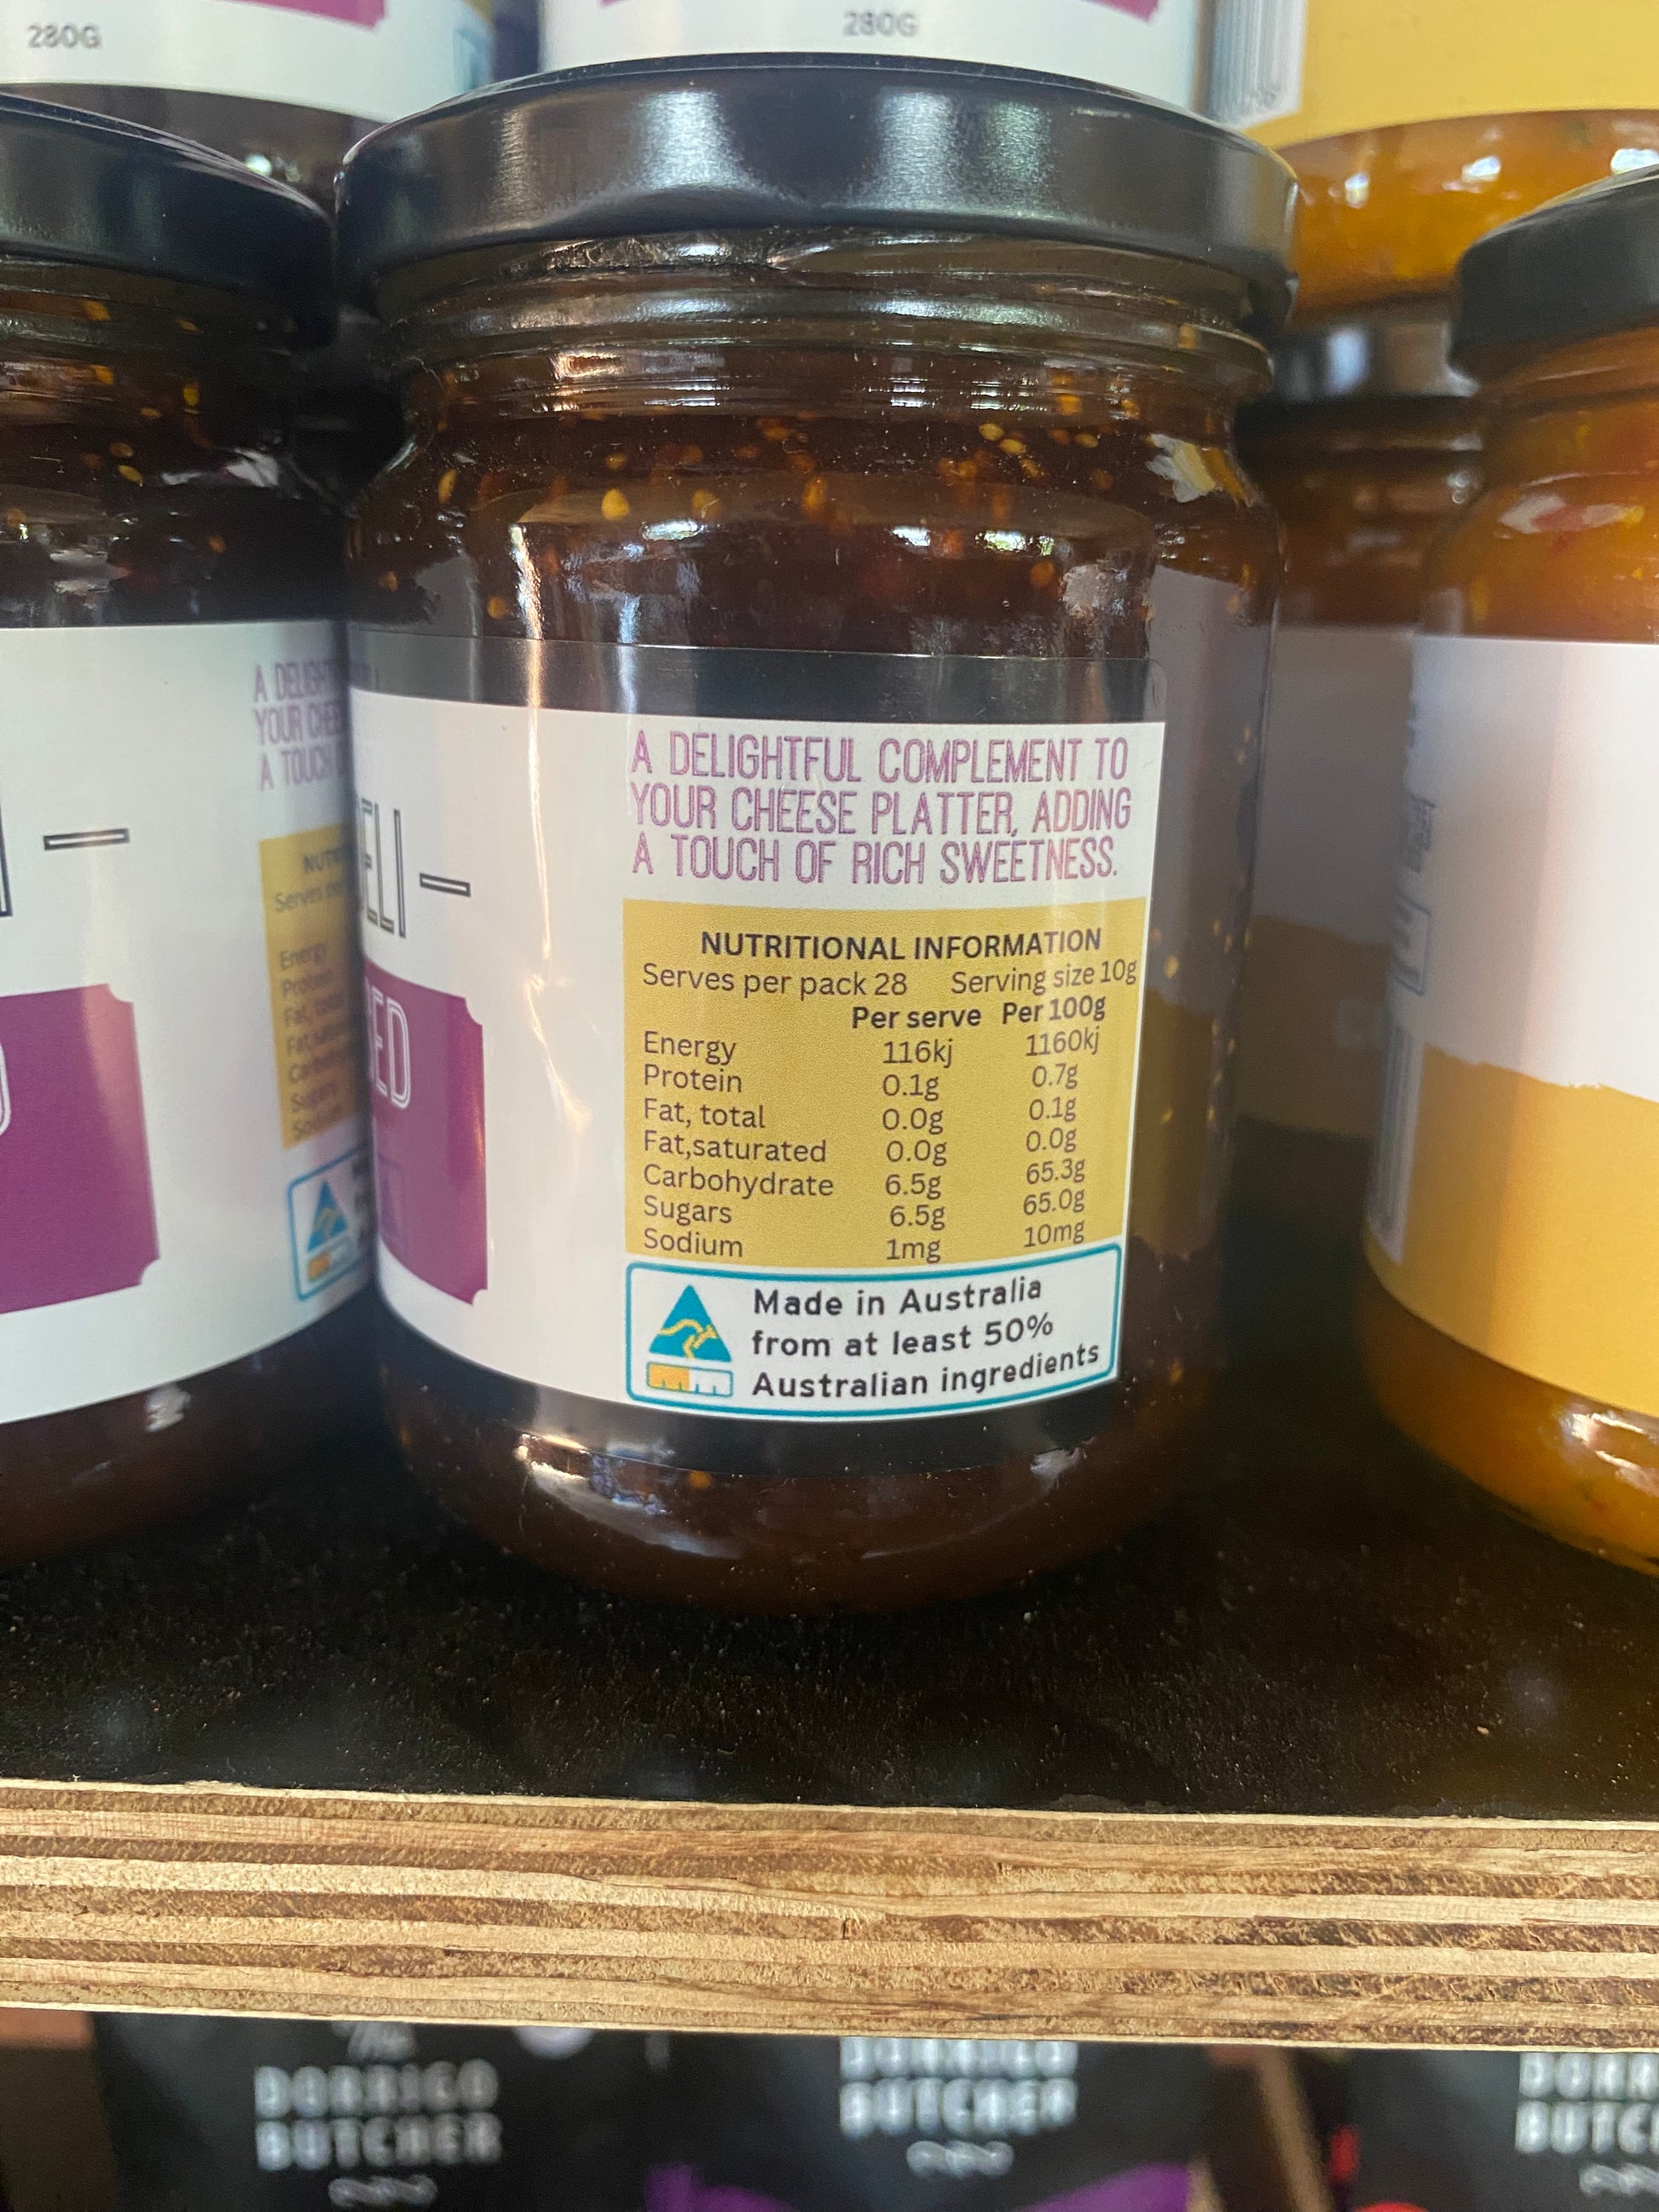 280G
280G
A DELIGHTFUL COMPLEMENT TO
YOUR CHEESE PLATTER, ADDING
A TOUCH OF RICH SWEETNESS.
NUTRITIONAL INFORMATION
Serves per pack 28 Serving size 10g
Per serve Per 100g
Energy 116kj 1160kj
Protein 0.1g 0.7g
Fat, total 0.0g 0.1g
Fat,saturated 0.0g 0.0g
Carbohydrate 6.5g 65.3g
Sugars 6.5g 65.0g
Sodium 1mg 10mg
Made in Australia
from at least 50%
Australian ingredients
A DELIGH
YOUR CHEE
A TOUCH
ELI –
Energy
Protein
The
DORRIGO
BUTCHER
DORRIGO
BUTCHER